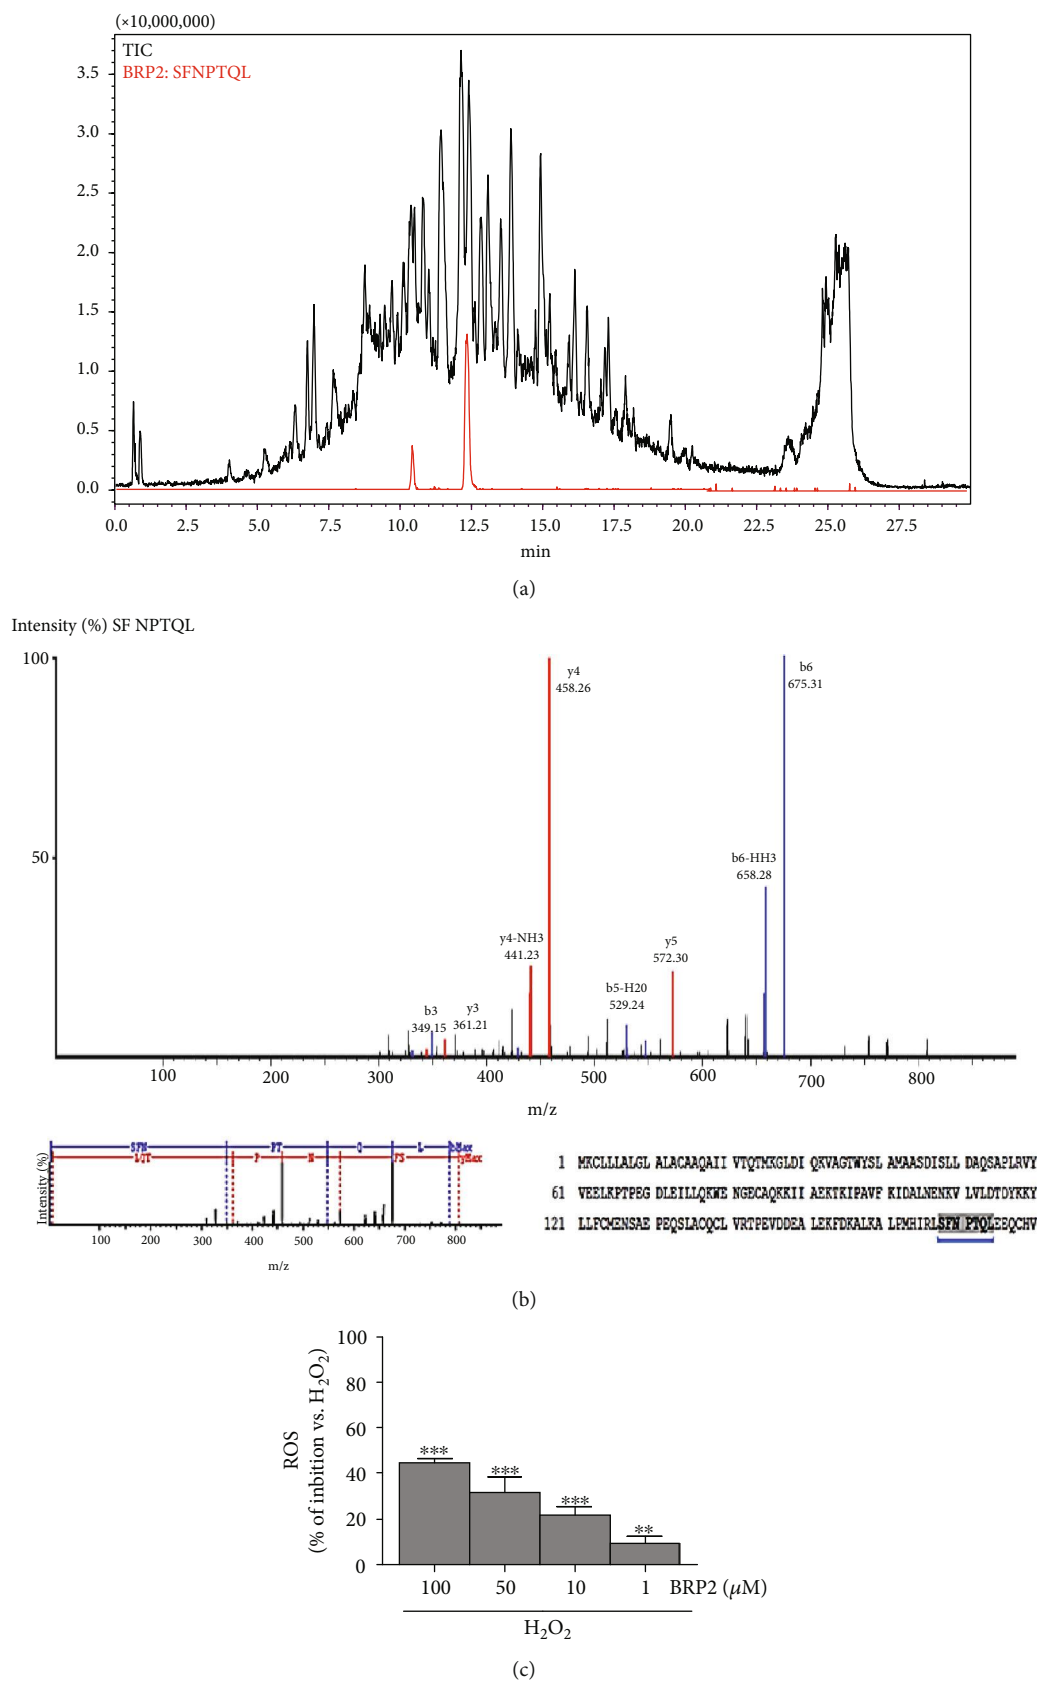 (×10,000,000)
TIC
BRP2: SFNPTQL
3.5
3.0
2.5
2.0
1.5
1.0
0.5
0.0
0.0 2.5 5.0 7.5 10.0 12.5 15.0 17.5 20.0 22.5 25.0 27.5
min
(a)
Intensity (%) SF NPTQL
100
50
y4
458.26
b6
675.31
b6-HH3
658.28
y4-NH3
441.23
y5
572.30
b5-H20
529.24
b3
349.15
y3
361.21
100 200 300 400 500 600 700 800
m/z
SFN PT Q L bMax
LQT P N FS yMax
Intensity (%)
100 200 300 400 500 600 700 800
m/z
1 MKCLLLALGL ALACAAQAII VTQTMKGLDI QKVAGTWYSL AMAASDISLL DAQSAPLRVY
61 VEELKPTPEG DLEILLQKWE NGECAQKKII AEKTKIPAVF KIDALNENKV LVLDTDYKKY
121 LLFCMENSAE PEQSLACQCL VRTPEVDDEA LEKFDKALKA LPMHIRLSFN PTQLEEQCHV
(b)
100
80
60
40
20
0
ROS
(% of inbition vs. H₂O₂)
***
***
***
**
100 50 10 1 BRP2 (μM)
H₂O₂
(c)